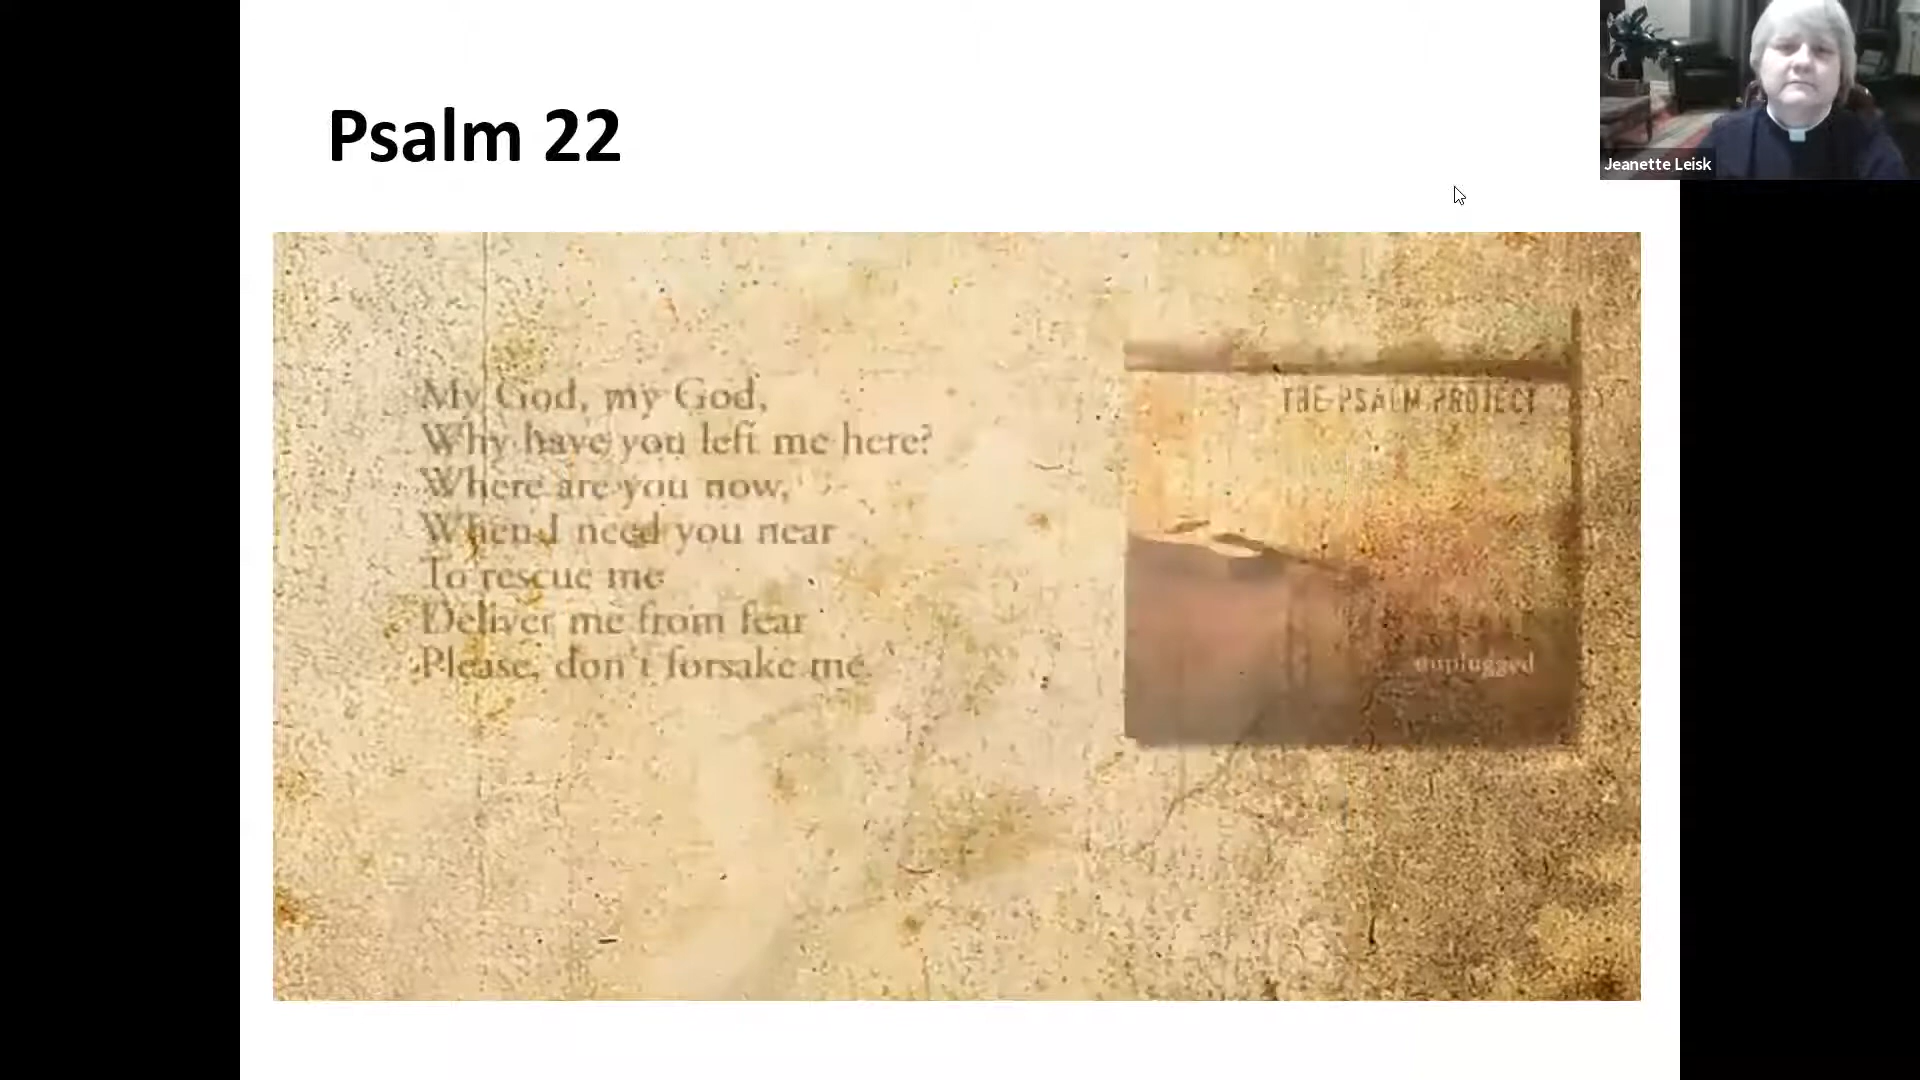 Psalm 22
Jeanette Leisk
My God, my God,
Why have you left me here?
Where are you now,
When I need you near
To rescue me
Deliver me from fear
Please, don't forsake me.
THE PSALM PROJECT
unplugged